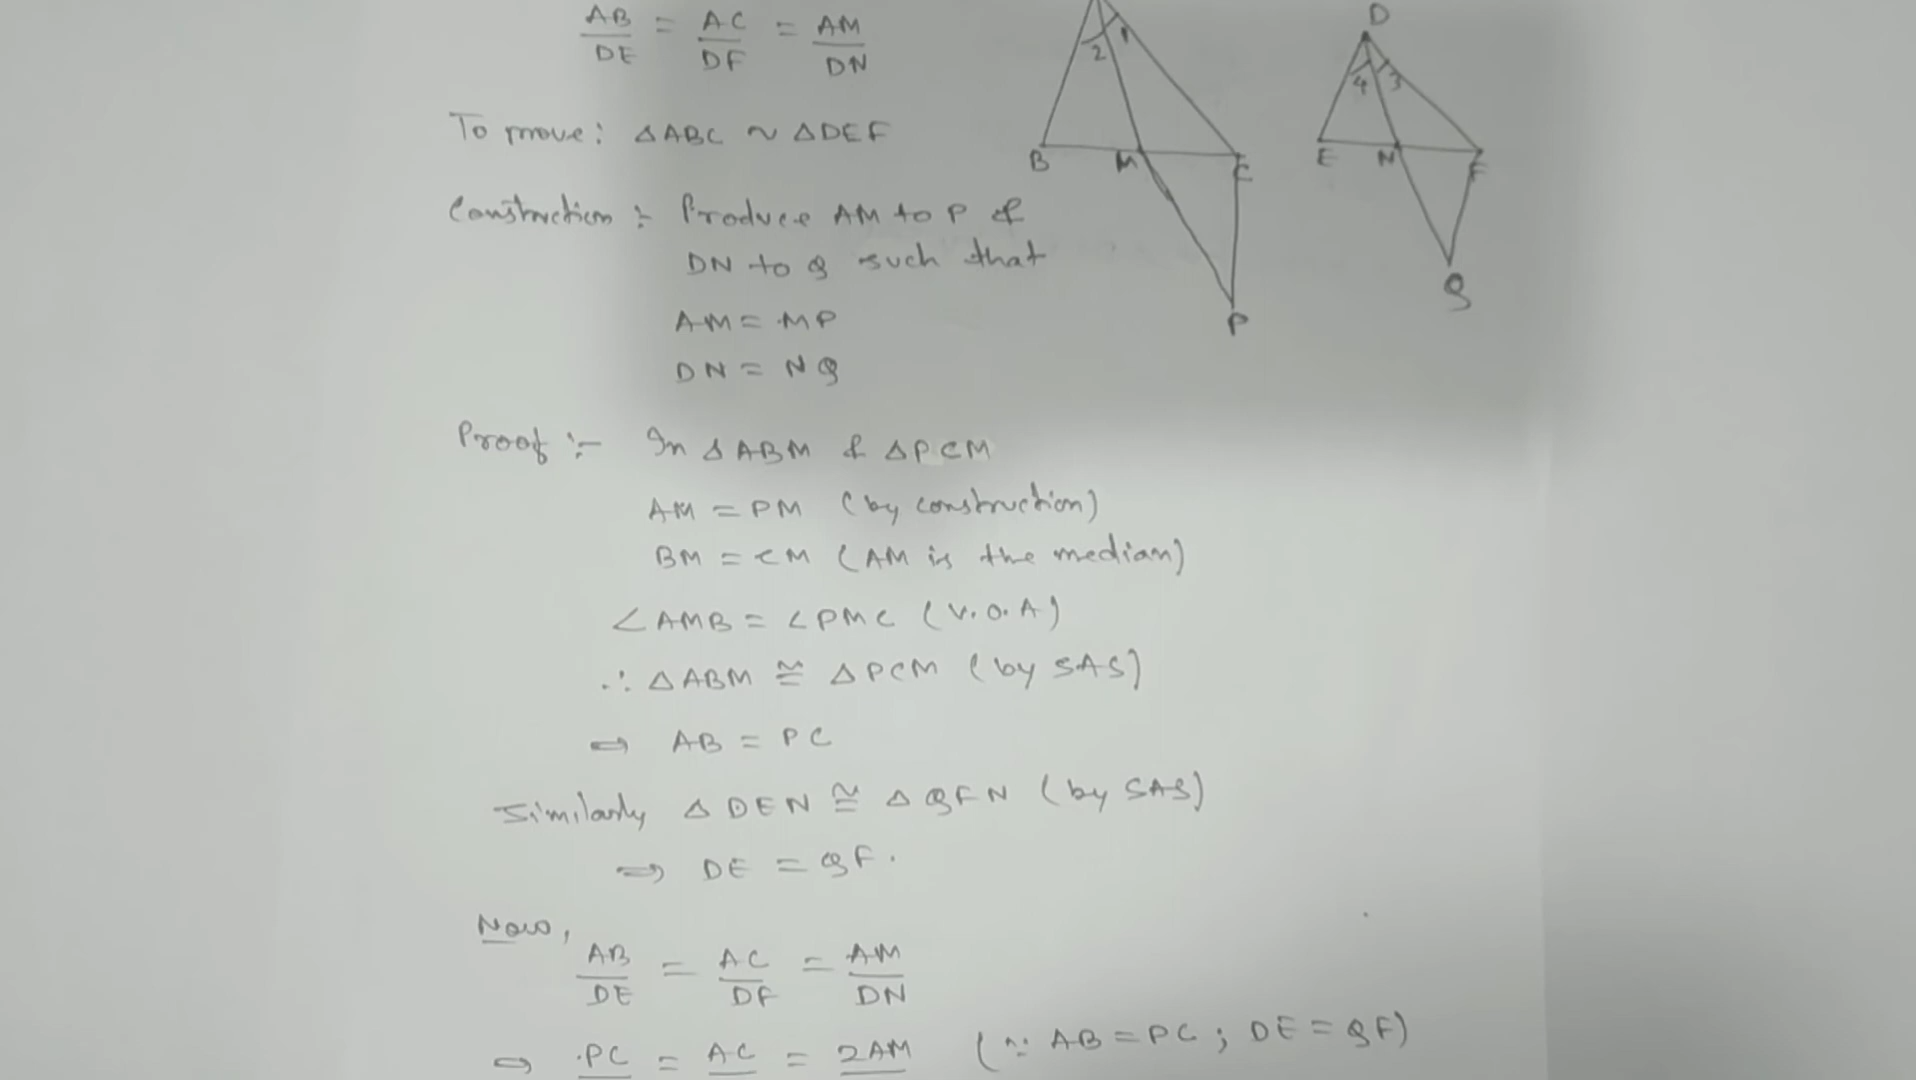 AB/DE = AC/DF = AM/DN
To prove: △ABC ~ △DEF
Construction :- Produce AM to P &
DN to Q such that
AM = MP
DN = NQ
Proof :- In △ABM & △PCM
AM = PM (by construction)
BM = CM (AM is the median)
∠AMB = ∠PMC (V.O.A)
∴ △ABM ≅ △PCM (by SAS)
⇒ AB = PC
Similarly △DEN ≅ △QFN (by SAS)
⇒ DE = QF.
Now,
AB/DE = AC/DF = AM/DN
⇒ PC = AC = 2AM (∵ AB = PC ; DE = QF)
2 1
B M C
P
D
4 3
E N F
Q